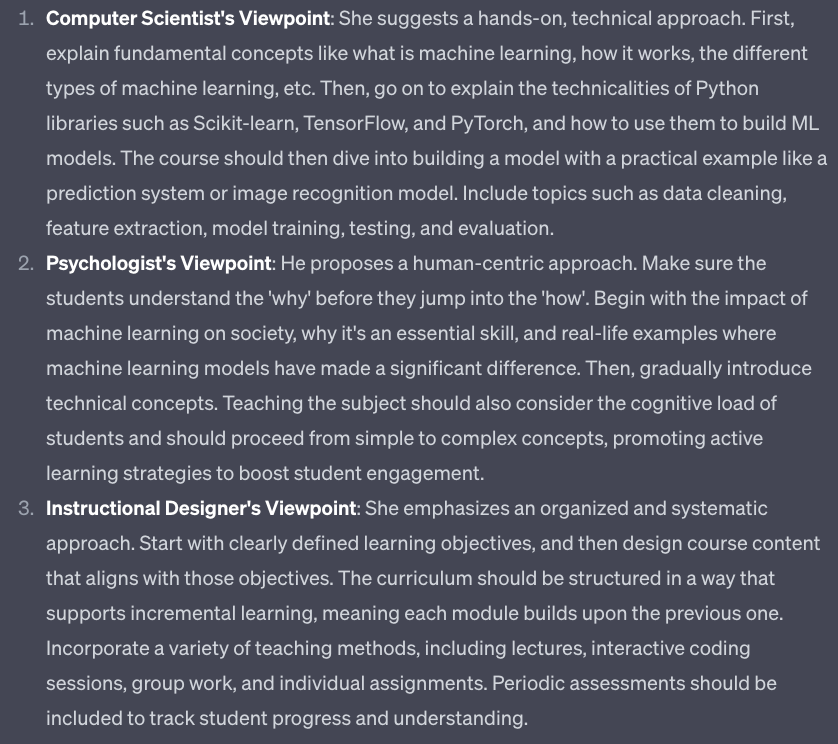 1. Computer Scientist's Viewpoint: She suggests a hands-on, technical approach. First,
explain fundamental concepts like what is machine learning, how it works, the different
types of machine learning, etc. Then, go on to explain the technicalities of Python
libraries such as Scikit-learn, TensorFlow, and PyTorch, and how to use them to build ML
models. The course should then dive into building a model with a practical example like a
prediction system or image recognition model. Include topics such as data cleaning,
feature extraction, model training, testing, and evaluation.
2. Psychologist's Viewpoint: He proposes a human-centric approach. Make sure the
students understand the 'why' before they jump into the 'how'. Begin with the impact of
machine learning on society, why it's an essential skill, and real-life examples where
machine learning models have made a significant difference. Then, gradually introduce
technical concepts. Teaching the subject should also consider the cognitive load of
students and should proceed from simple to complex concepts, promoting active
learning strategies to boost student engagement.
3. Instructional Designer's Viewpoint: She emphasizes an organized and systematic
approach. Start with clearly defined learning objectives, and then design course content
that aligns with those objectives. The curriculum should be structured in a way that
supports incremental learning, meaning each module builds upon the previous one.
Incorporate a variety of teaching methods, including lectures, interactive coding
sessions, group work, and individual assignments. Periodic assessments should be
included to track student progress and understanding.